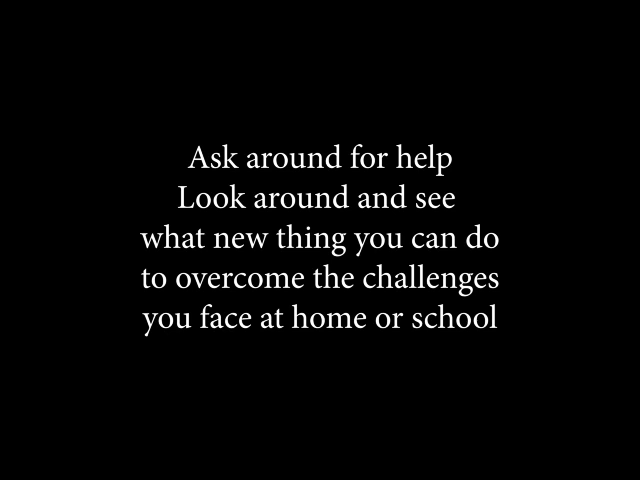 Ask around for help
Look around and see
what new thing you can do
to overcome the challenges
you face at home or school